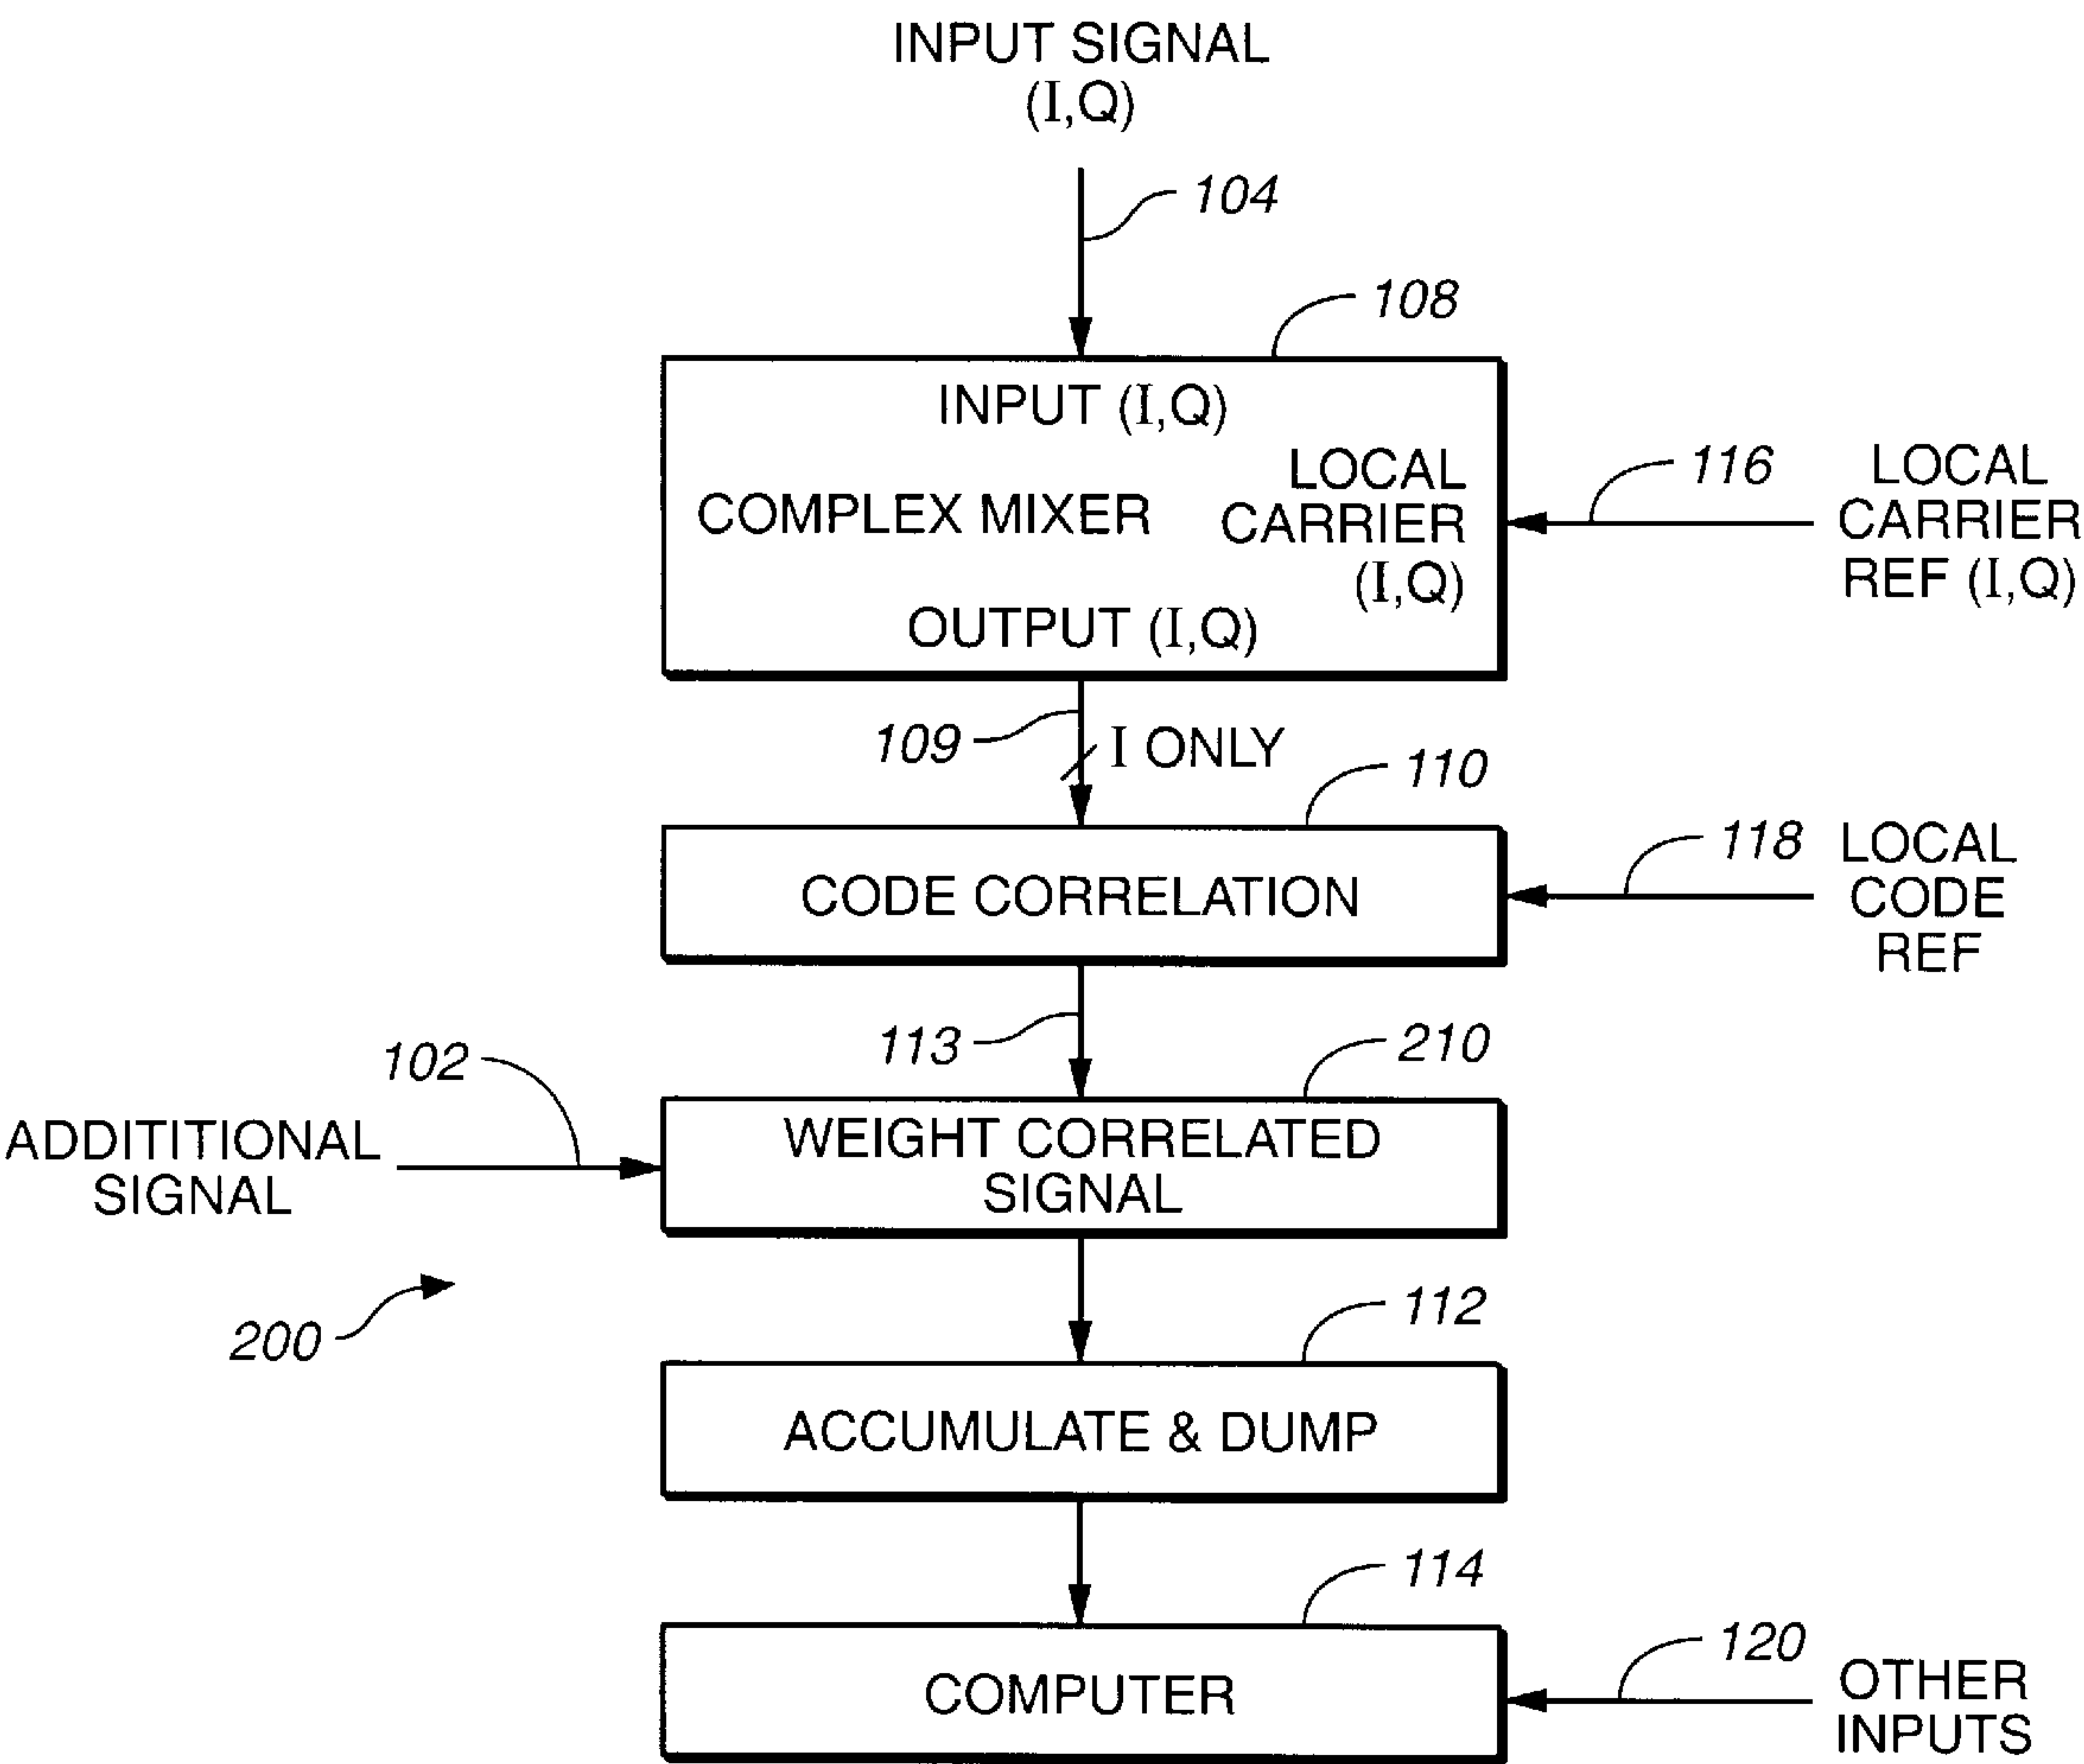 INPUT SIGNAL
(I,Q)
104
108
INPUT (I,Q)
COMPLEX MIXER
LOCAL
CARRIER
(I,Q)
OUTPUT (I,Q)
116
LOCAL
CARRIER
REF (I,Q)
109
I ONLY
110
CODE CORRELATION
118
LOCAL
CODE
REF
113
210
102
ADDITITIONAL
SIGNAL
WEIGHT CORRELATED
SIGNAL
200
112
ACCUMULATE & DUMP
114
COMPUTER
120
OTHER
INPUTS